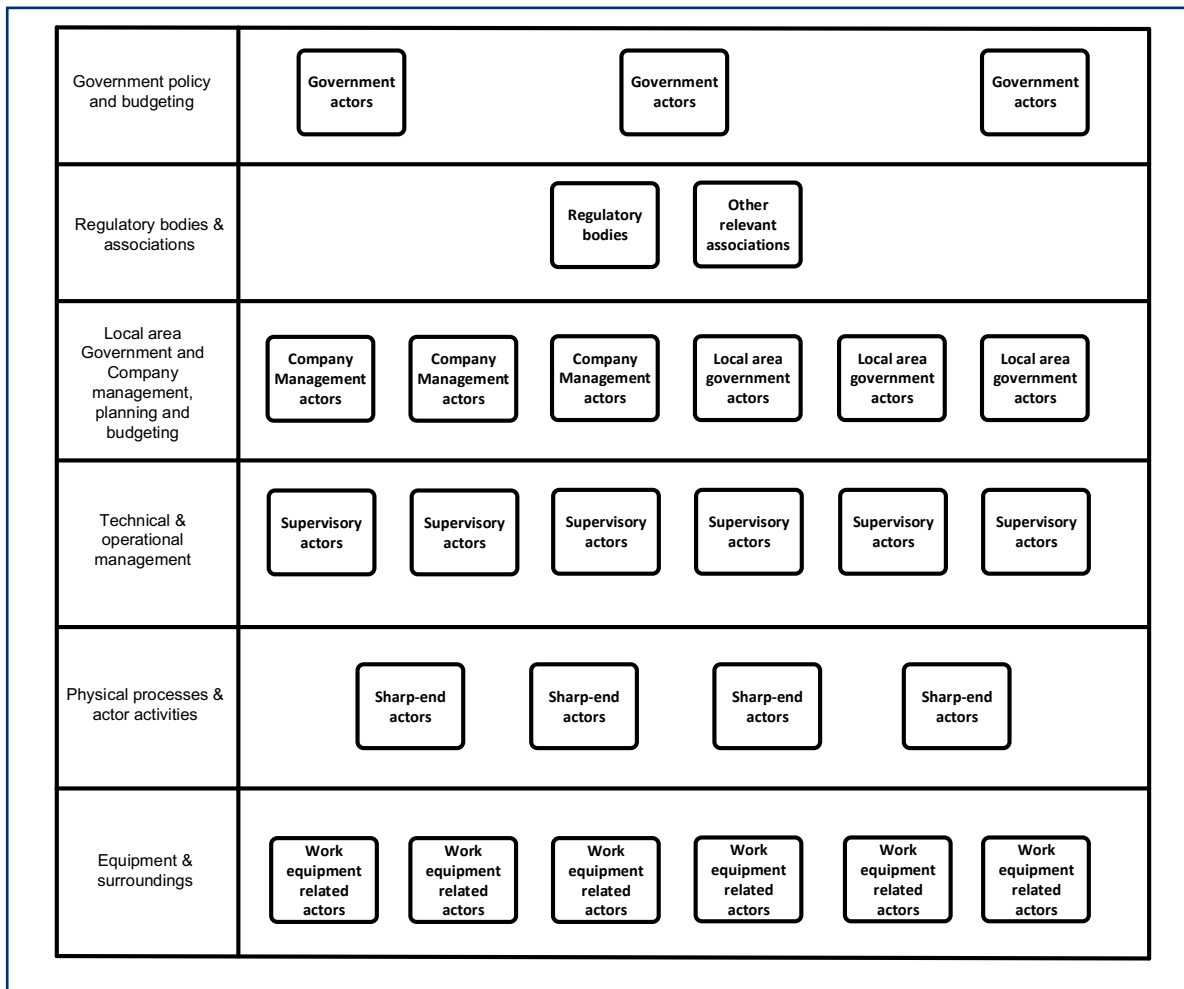 Government policy
and budgeting
Government
actors
Government
actors
Government
actors
Regulatory bodies &
associations
Regulatory
bodies
Other
relevant
associations
Local area
Government and
Company
management,
planning and
budgeting
Company
Management
actors
Company
Management
actors
Company
Management
actors
Local area
government
actors
Local area
government
actors
Local area
government
actors
Technical &
operational
management
Supervisory
actors
Supervisory
actors
Supervisory
actors
Supervisory
actors
Supervisory
actors
Supervisory
actors
Physical processes &
actor activities
Sharp-end
actors
Sharp-end
actors
Sharp-end
actors
Sharp-end
actors
Equipment &
surroundings
Work
equipment
related
actors
Work
equipment
related
actors
Work
equipment
related
actors
Work
equipment
related
actors
Work
equipment
related
actors
Work
equipment
related
actors